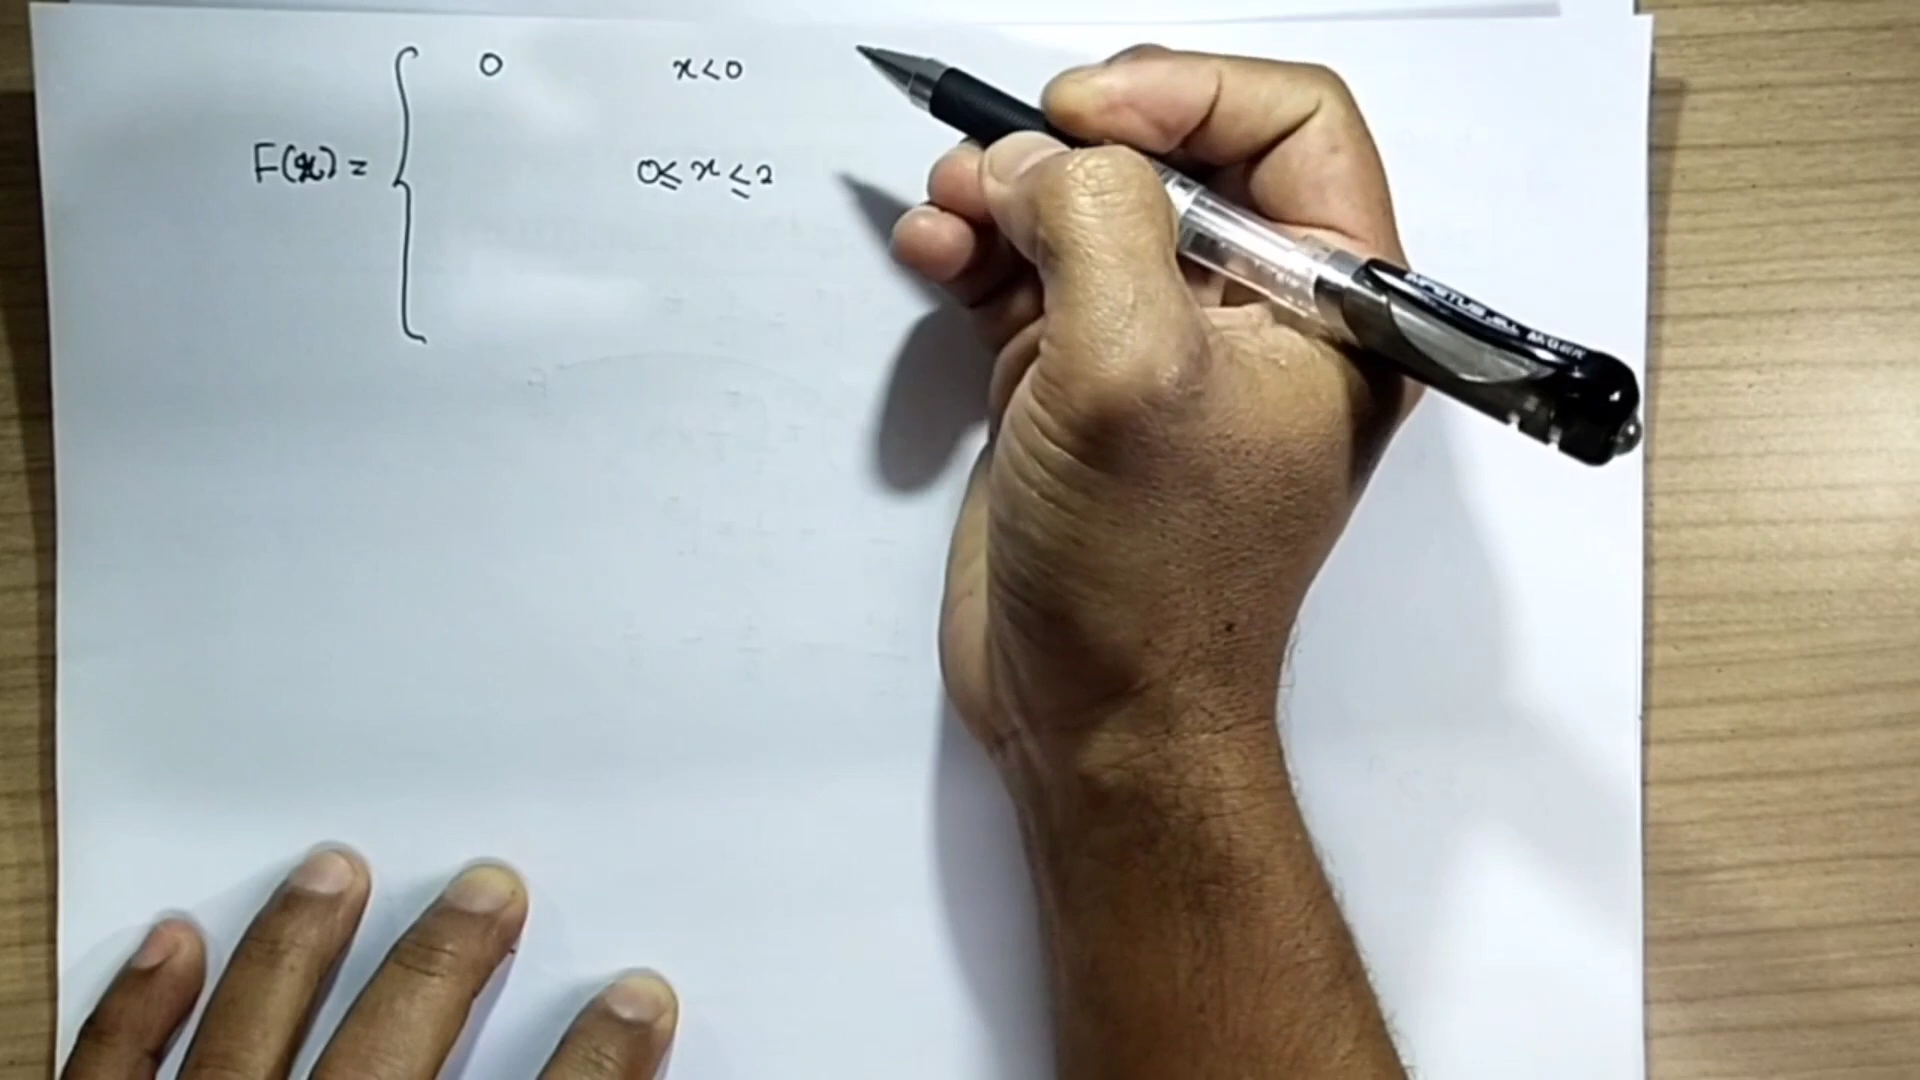 0 x<0
F(x) = { 0≤ x ≤2